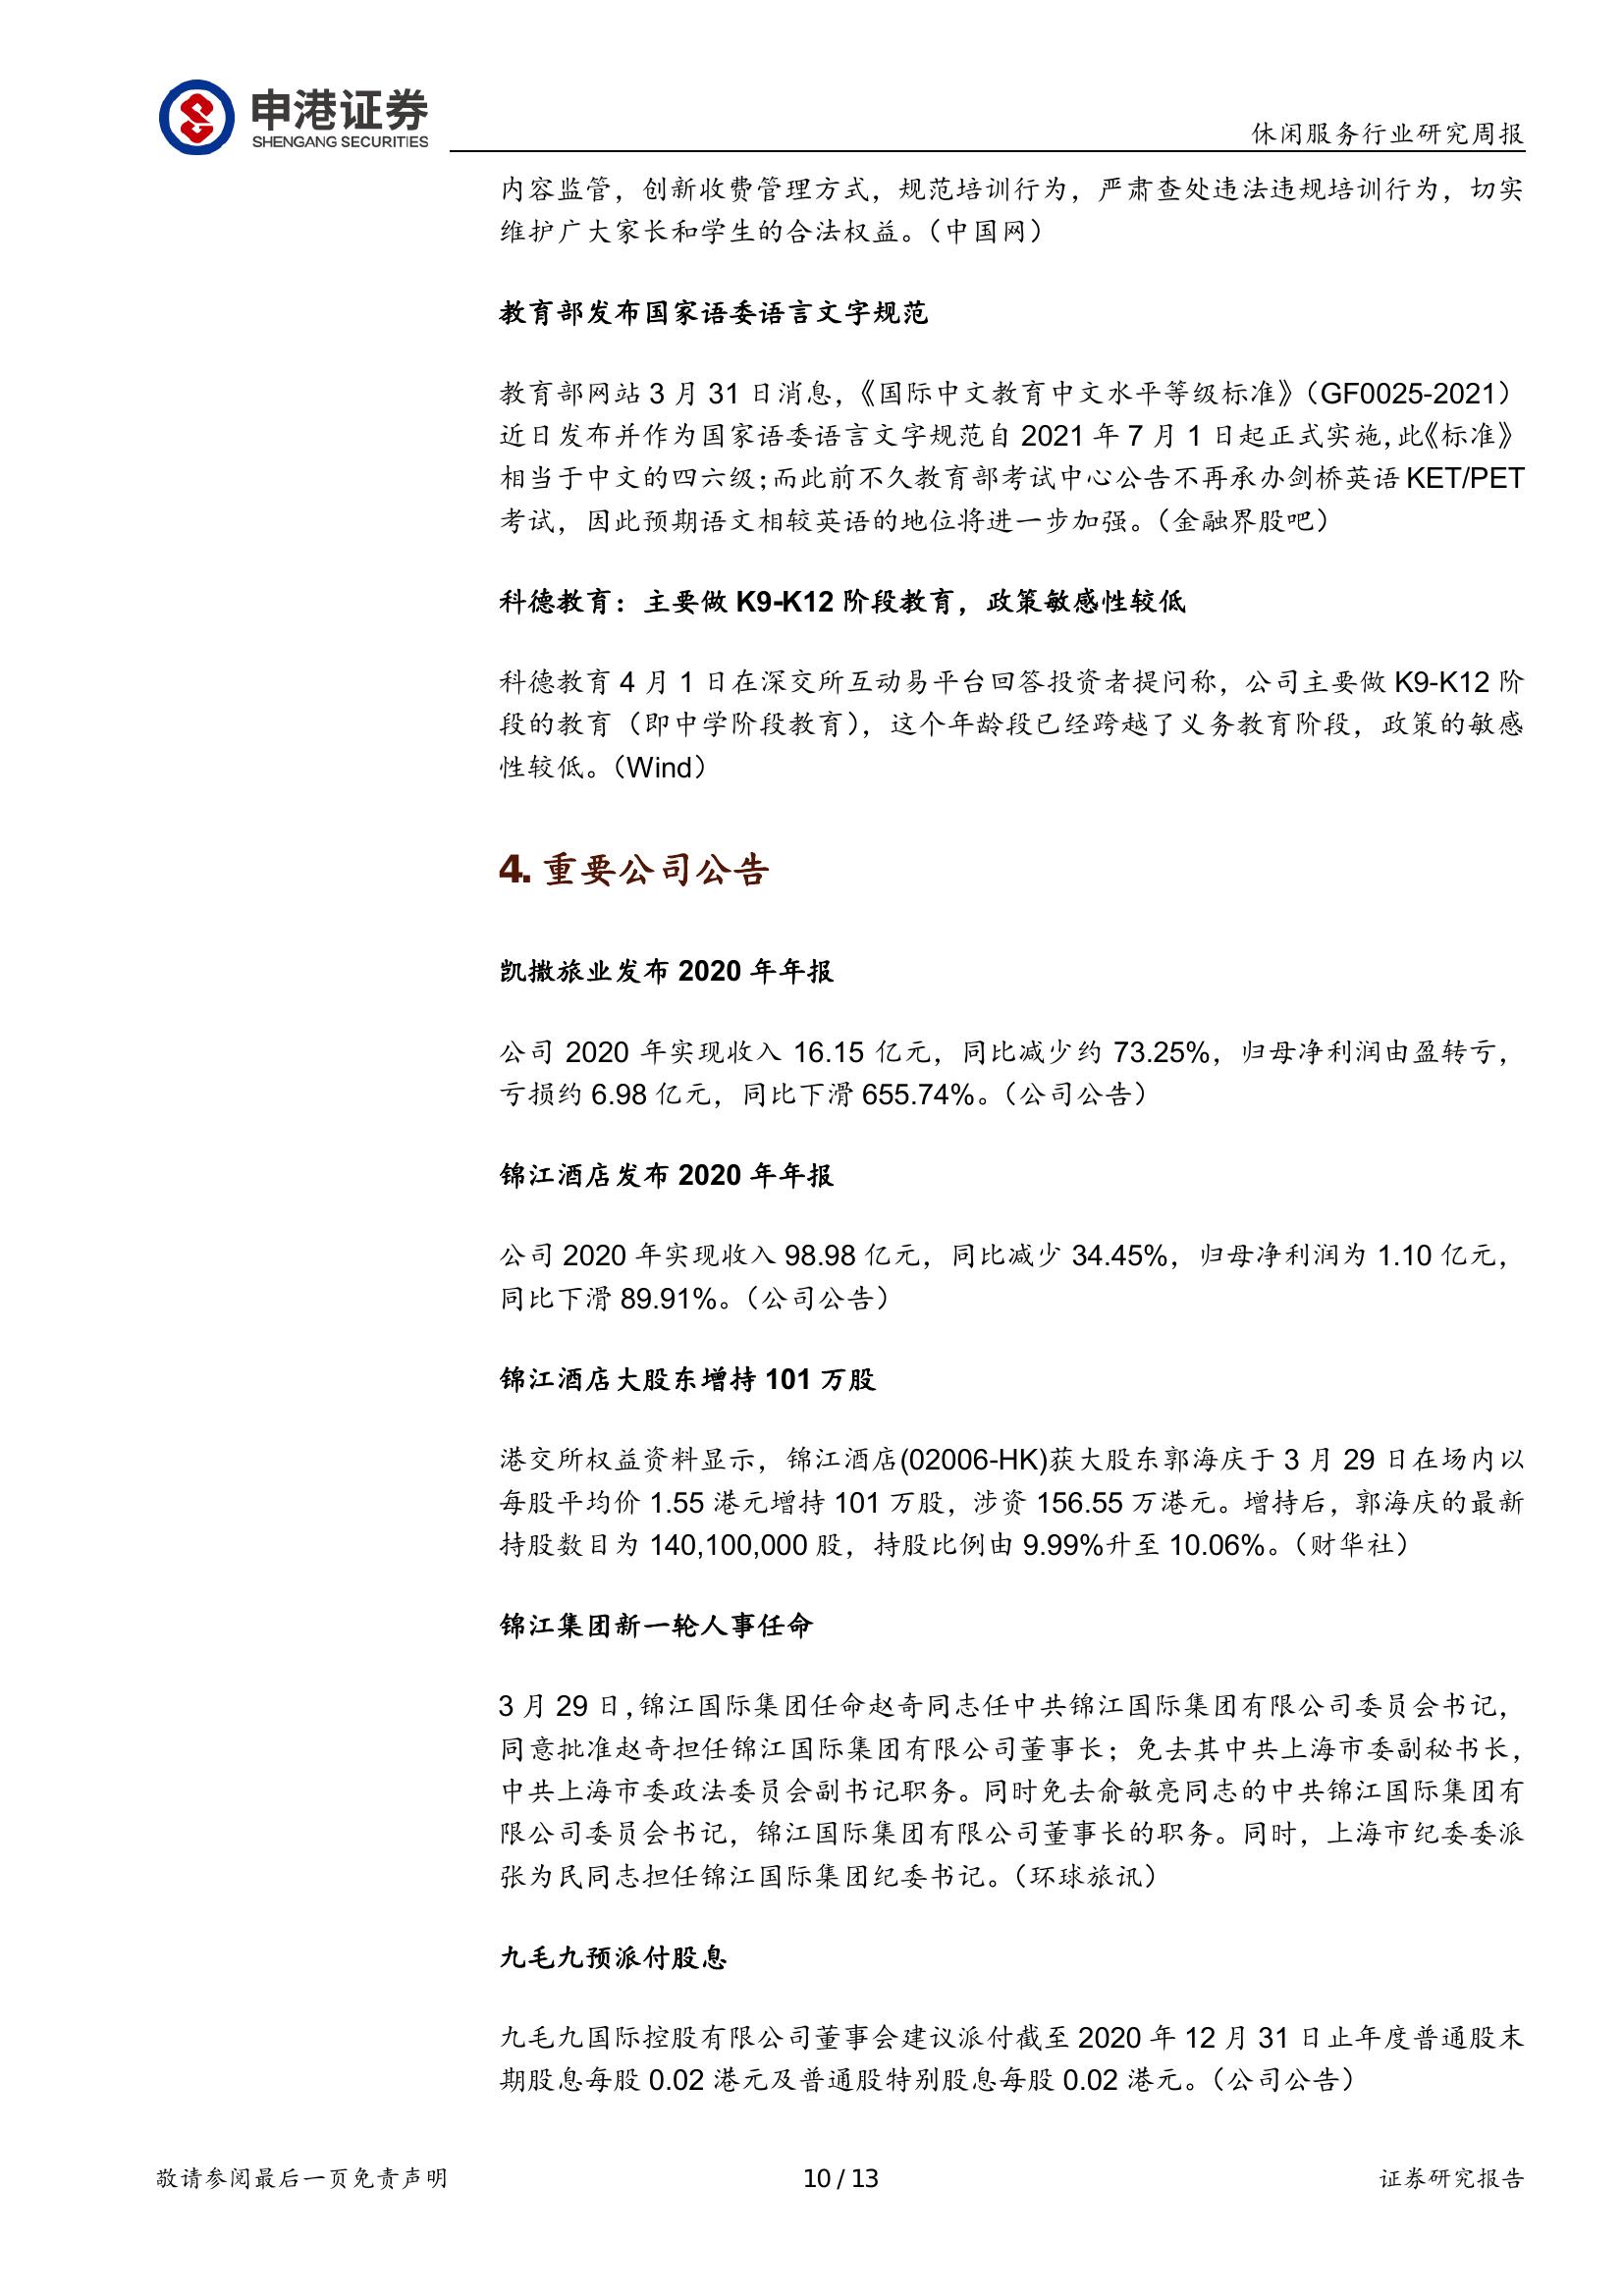 申港证券
SHENGANG SECURITIES
休闲服务行业研究周报
内容监管，创新收费管理方式，规范培训行为，严肃查处违法违规培训行为，切实
维护广大家长和学生的合法权益。（中国网）
教育部发布国家语委语言文字规范
教育部网站 3 月 31 日消息，《国际中文教育中文水平等级标准》（GF0025-2021）
近日发布并作为国家语委语言文字规范自 2021 年 7 月 1 日起正式实施，此《标准》
相当于中文的四六级；而此前不久教育部考试中心公告不再承办剑桥英语 KET/PET
考试，因此预期语文相较英语的地位将进一步加强。（金融界股吧）
科德教育：主要做 K9-K12 阶段教育，政策敏感性较低
科德教育 4 月 1 日在深交所互动易平台回答投资者提问称，公司主要做 K9-K12 阶
段的教育（即中学阶段教育），这个年龄段已经跨越了义务教育阶段，政策的敏感
性较低。（Wind）
4. 重要公司公告
凯撒旅业发布 2020 年年报
公司 2020 年实现收入 16.15 亿元，同比减少约 73.25%，归母净利润由盈转亏，
亏损约 6.98 亿元，同比下滑 655.74%。（公司公告）
锦江酒店发布 2020 年年报
公司 2020 年实现收入 98.98 亿元，同比减少 34.45%，归母净利润为 1.10 亿元，
同比下滑 89.91%。（公司公告）
锦江酒店大股东增持 101 万股
港交所权益资料显示，锦江酒店(02006-HK)获大股东郭海庆于 3 月 29 日在场内以
每股平均价 1.55 港元增持 101 万股，涉资 156.55 万港元。增持后，郭海庆的最新
持股数目为 140,100,000 股，持股比例由 9.99%升至 10.06%。（财华社）
锦江集团新一轮人事任命
3 月 29 日，锦江国际集团任命赵奇同志任中共锦江国际集团有限公司委员会书记，
同意批准赵奇担任锦江国际集团有限公司董事长；免去其中共上海市委副秘书长，
中共上海市委政法委员会副书记职务。同时免去俞敏亮同志的中共锦江国际集团有
限公司委员会书记，锦江国际集团有限公司董事长的职务。同时，上海市纪委委派
张为民同志担任锦江国际集团纪委书记。（环球旅讯）
九毛九预派付股息
九毛九国际控股有限公司董事会建议派付截至 2020 年 12 月 31 日止年度普通股末
期股息每股 0.02 港元及普通股特别股息每股 0.02 港元。（公司公告）
敬请参阅最后一页免责声明
10 / 13
证券研究报告